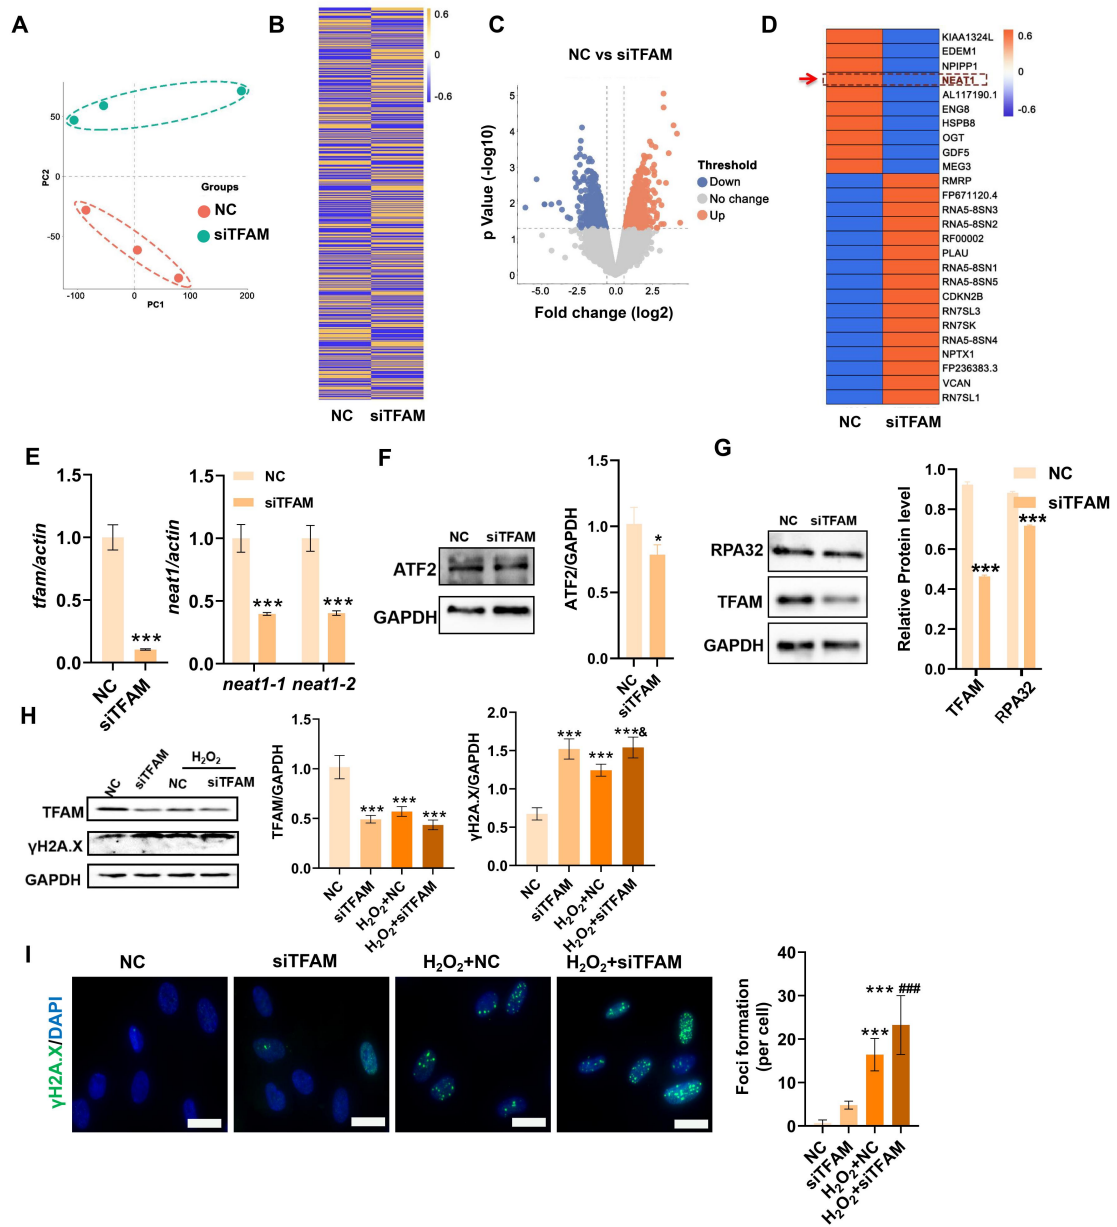 A
50
0
-50
PC2
-100
0
100
200
PC1
Groups
NC
siTFAM
B
0.6
0
-0.6
NC siTFAM
C
NC vs siTFAM
5
4
3
2
1
0
p Value (-log10)
-5.0
-2.5
0.0
2.5
Fold change (log2)
Threshold
Down
No change
Up
D
KIAA1324L
EDEM1
NPIPP1
NEAT1
AL117190.1
ENG8
HSPB8
OGT
GDF5
MEG3
RMRP
FP671120.4
RNA5-8SN3
RNA5-8SN2
RF00002
PLAU
RNA5-8SN1
RNA5-8SN5
CDKN2B
RN7SL3
RN7SK
RNA5-8SN4
NPTX1
FP236383.3
VCAN
RN7SL1
0.6
0
-0.6
NC siTFAM
E
1.5
1.0
0.5
0.0
tfam/actin
***
NC
siTFAM
1.5
1.0
0.5
0.0
neat1/actin
NC
siTFAM
*** ***
neat1-1 neat1-2
F
NC siTFAM
ATF2
GAPDH
1.5
1.0
0.5
0.0
ATF2/GAPDH
*
NC
siTFAM
G
NC siTFAM
RPA32
TFAM
GAPDH
1.0
0.8
0.6
0.4
0.2
0.0
Relative Protein level
NC
siTFAM
***
***
TFAM
RPA32
H
NC
siTFAM
H₂O₂
NC siTFAM
TFAM
γH2A.X
GAPDH
1.5
1.0
0.5
0.0
TFAM/GAPDH
***
***
***
NC
siTFAM
H₂O₂+NC
H₂O₂+siTFAM
2.0
1.5
1.0
0.5
0.0
γH2A.X/GAPDH
***
***
***&
NC
siTFAM
H₂O₂+NC
H₂O₂+siTFAM
I
NC
siTFAM
H₂O₂+NC
H₂O₂+siTFAM
γH2A.X/DAPI
40
30
20
10
0
Foci formation
(per cell)
***
*** ###
NC
siTFAM
H₂O₂+NC
H₂O₂+siTFAM